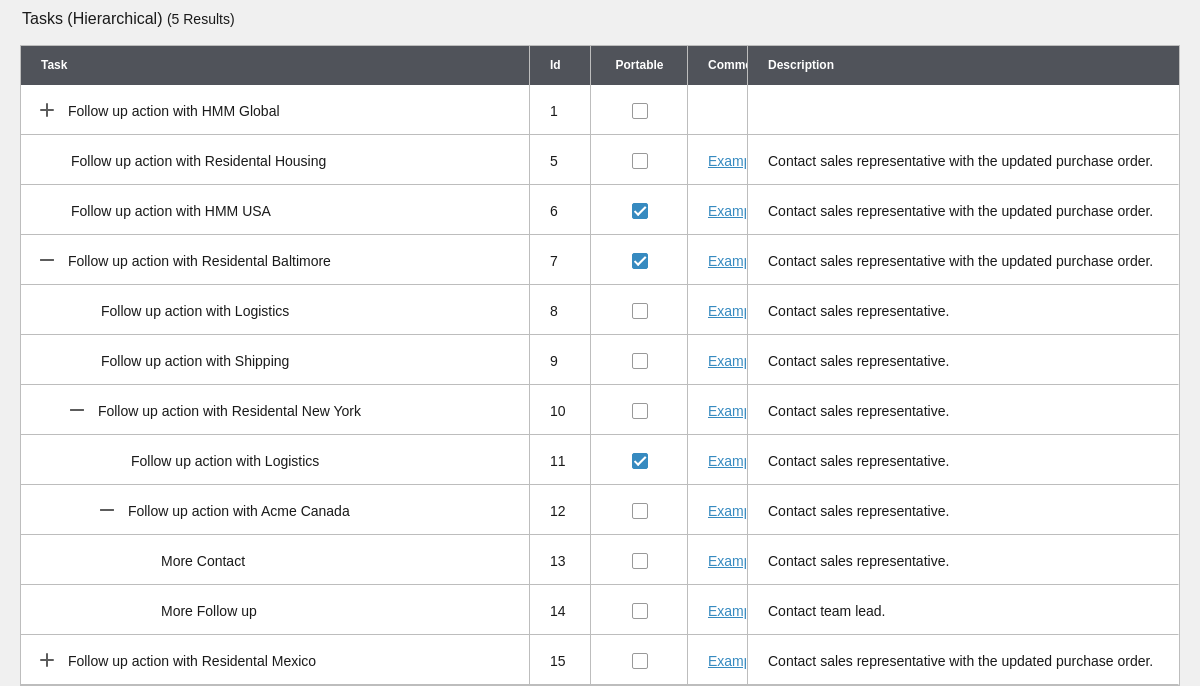 Tasks (Hierarchical) (5 Results)
Task Id Portable Comme Description
Follow up action with HMM Global 1
Follow up action with Residental Housing 5 Examp Contact sales representative with the updated purchase order.
Follow up action with HMM USA 6 Examp Contact sales representative with the updated purchase order.
Follow up action with Residental Baltimore 7 Examp Contact sales representative with the updated purchase order.
Follow up action with Logistics 8 Examp Contact sales representative.
Follow up action with Shipping 9 Examp Contact sales representative.
Follow up action with Residental New York 10 Examp Contact sales representative.
Follow up action with Logistics 11 Examp Contact sales representative.
Follow up action with Acme Canada 12 Examp Contact sales representative.
More Contact 13 Examp Contact sales representative.
More Follow up 14 Examp Contact team lead.
Follow up action with Residental Mexico 15 Examp Contact sales representative with the updated purchase order.